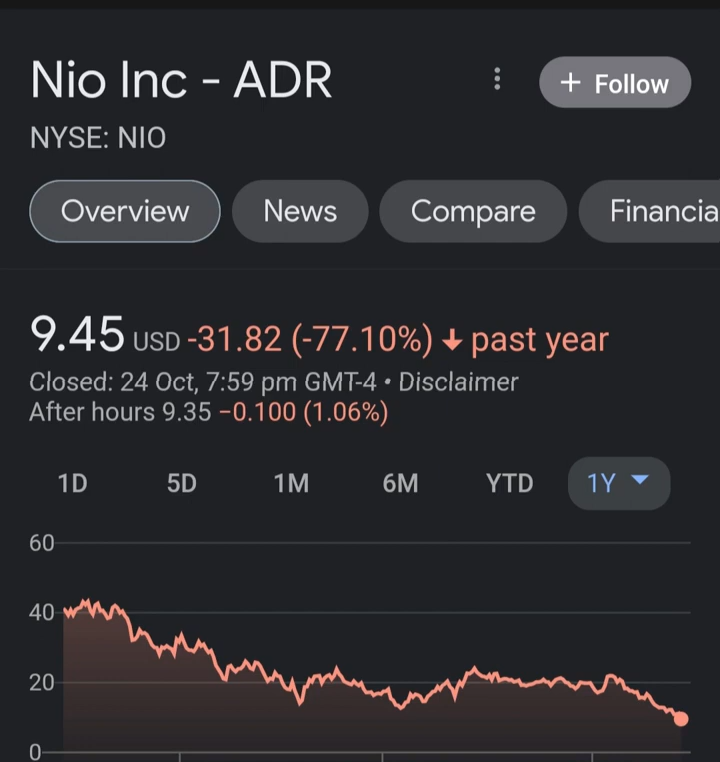 Nio Inc - ADR
+ Follow
NYSE: NIO
Overview
News
Compare
Financia
9.45 USD -31.82 (-77.10%) ↓ past year
Closed: 24 Oct, 7:59 pm GMT-4 • Disclaimer
After hours 9.35 −0.100 (1.06%)
1D
5D
1M
6M
YTD
1Y
60
40
20
0